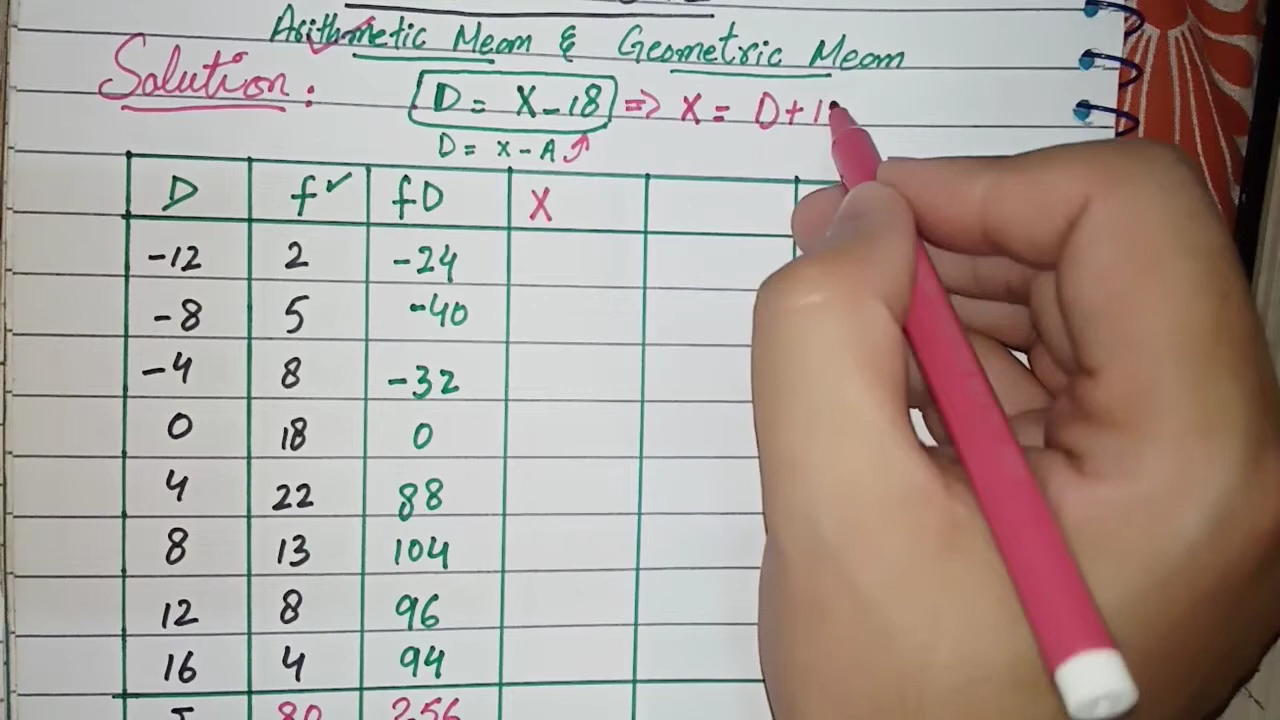 Arithmetic Mean & Geometric Mean
Solution: D = X - 18 => X = D + 1
D = x - A
D f✓ fD X
-12 2 -24
-8 5 -40
-4 8 -32
0 18 0
4 22 88
8 13 104
12 8 96
16 4 94
80 256